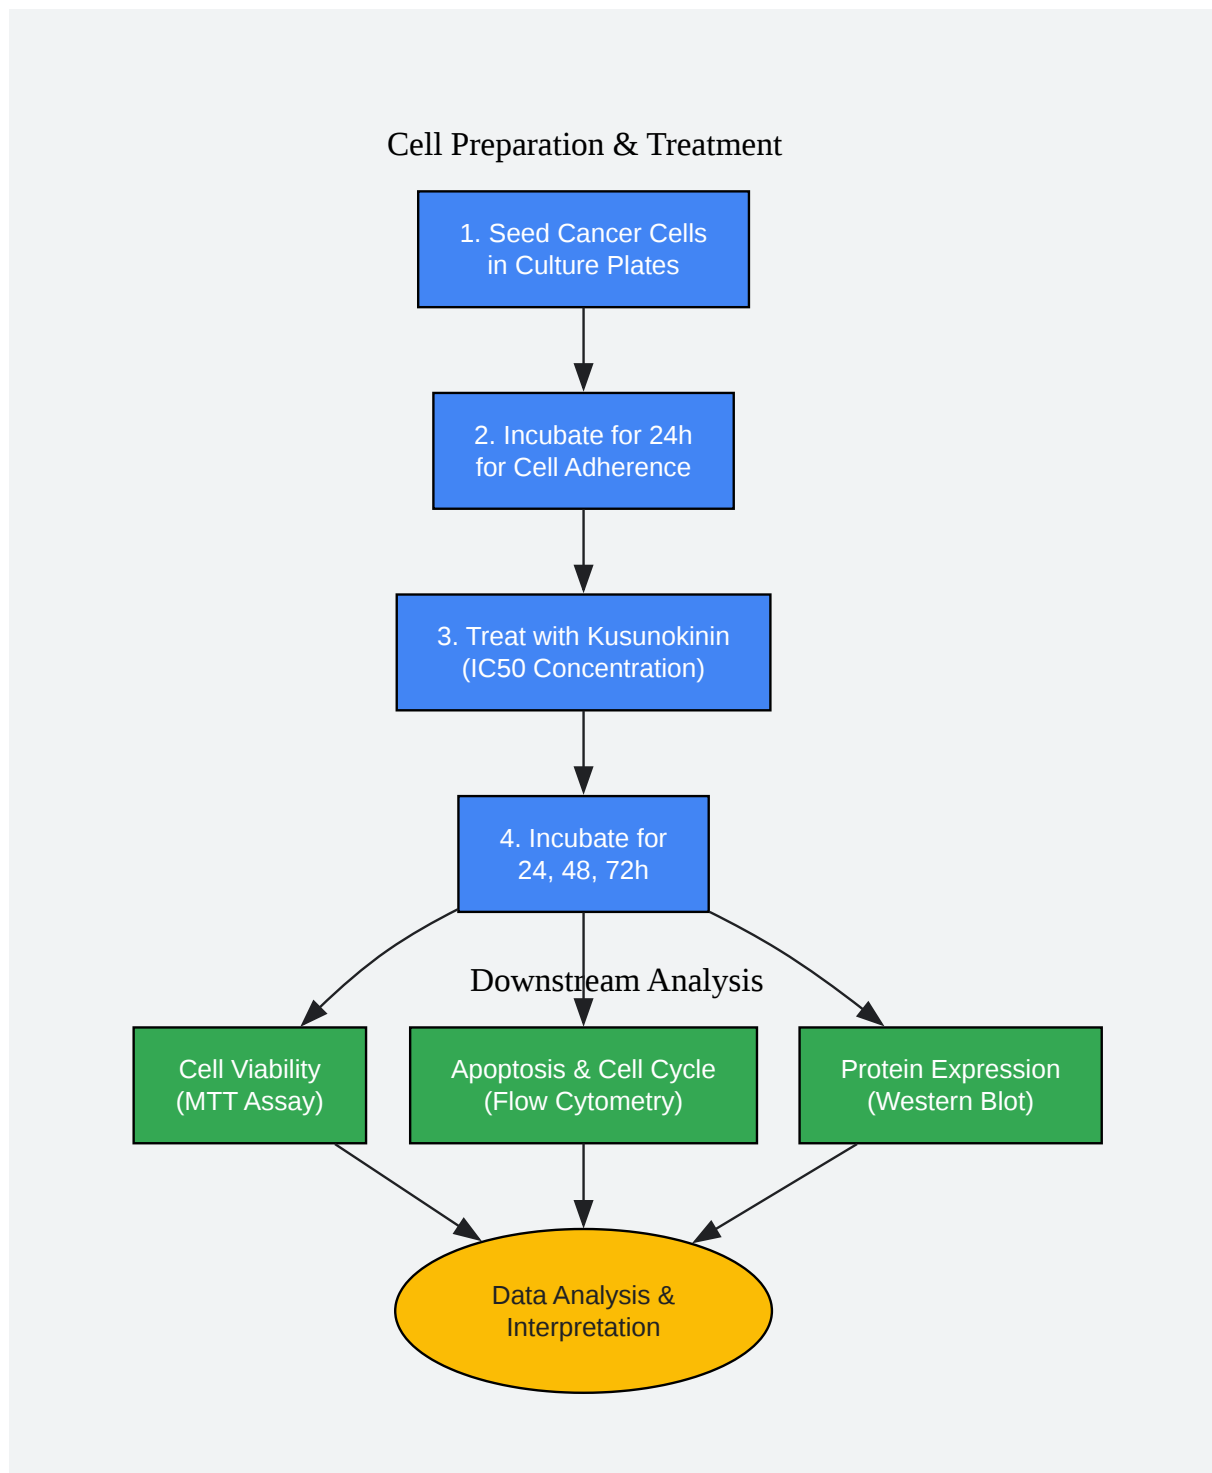 Cell Preparation & Treatment
1. Seed Cancer Cells
in Culture Plates
2. Incubate for 24h
for Cell Adherence
3. Treat with Kusunokinin
(IC50 Concentration)
4. Incubate for
24, 48, 72h
Downstream Analysis
Cell Viability
(MTT Assay)
Apoptosis & Cell Cycle
(Flow Cytometry)
Protein Expression
(Western Blot)
Data Analysis &
Interpretation